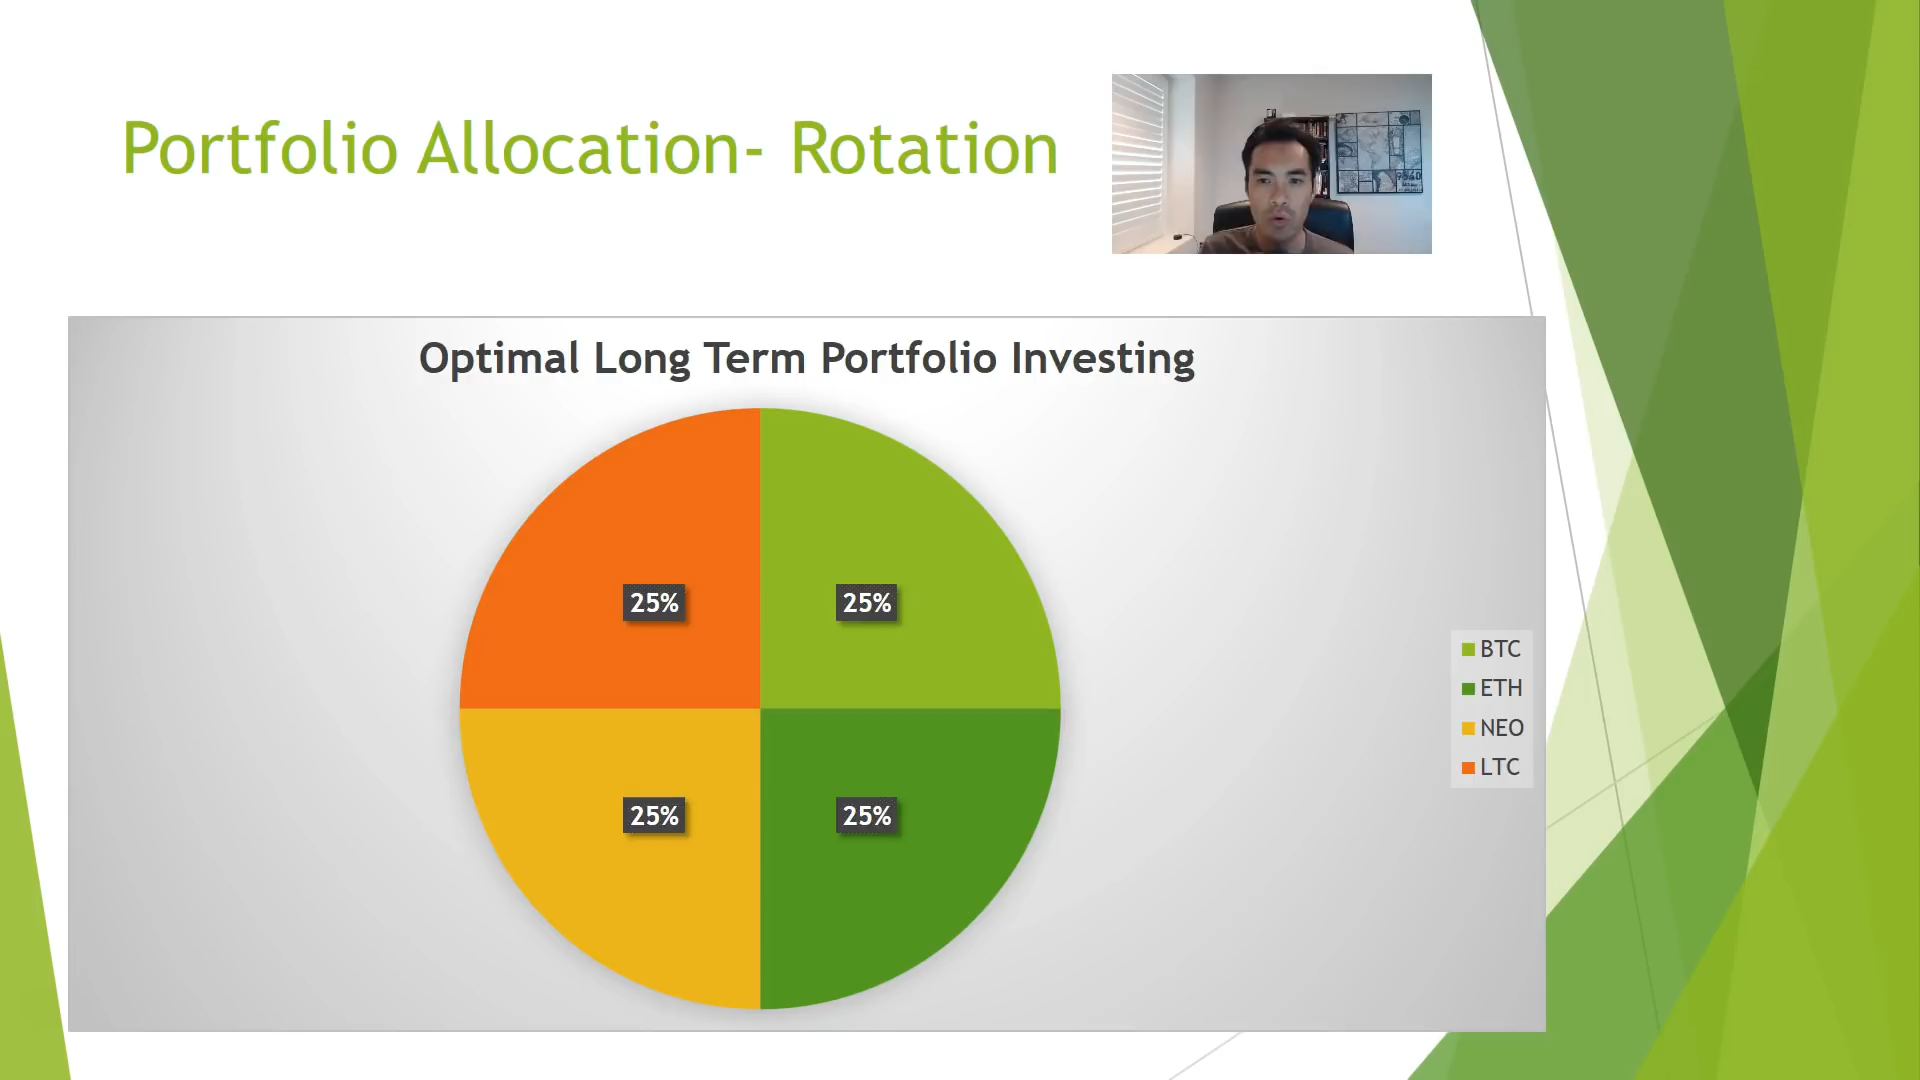 Portfolio Allocation- Rotation
Optimal Long Term Portfolio Investing
25%
25%
25%
25%
BTC
ETH
NEO
LTC